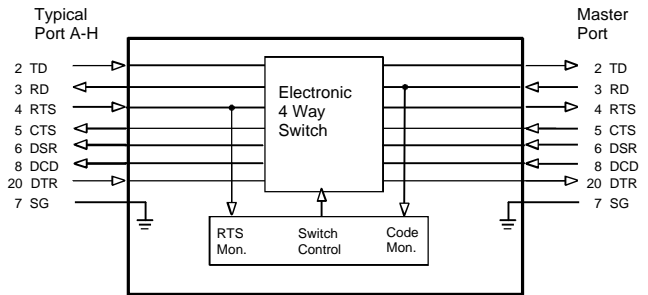 Typical
Port A-H
Master
Port
2 TD
3 RD
4 RTS
5 CTS
6 DSR
8 DCD
20 DTR
7 SG
Electronic
4 Way
Switch
RTS
Mon.
Switch
Control
Code
Mon.
2 TD
3 RD
4 RTS
5 CTS
6 DSR
8 DCD
20 DTR
7 SG